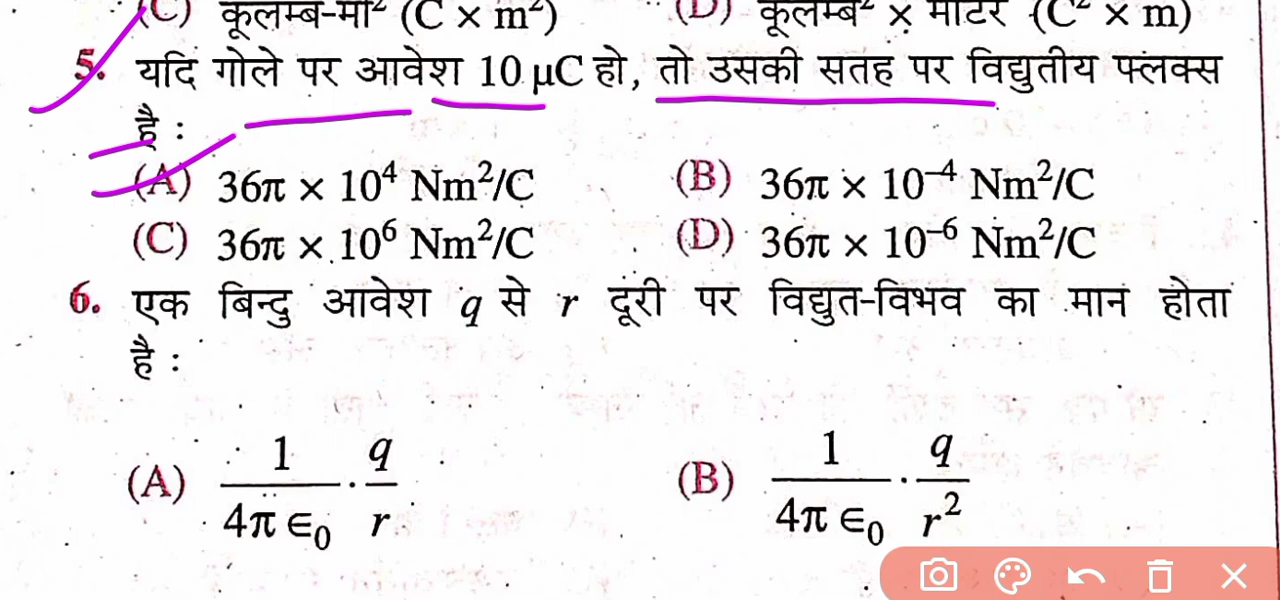 (C) कूलम्ब-मी² (C × m²) (D) कूलम्ब² × मीटर (C² × m)
5. यदि गोले पर आवेश 10 μC हो, तो उसकी सतह पर विद्युतीय फ्लक्स
है :
(A) 36π × 10⁴ Nm²/C (B) 36π × 10⁻⁴ Nm²/C
(C) 36π × 10⁶ Nm²/C (D) 36π × 10⁻⁶ Nm²/C
6. एक बिन्दु आवेश q से r दूरी पर विद्युत-विभव का मान होता
है :
(A) 1/4π ∈₀ · q/r (B) 1/4π ∈₀ · q/r²